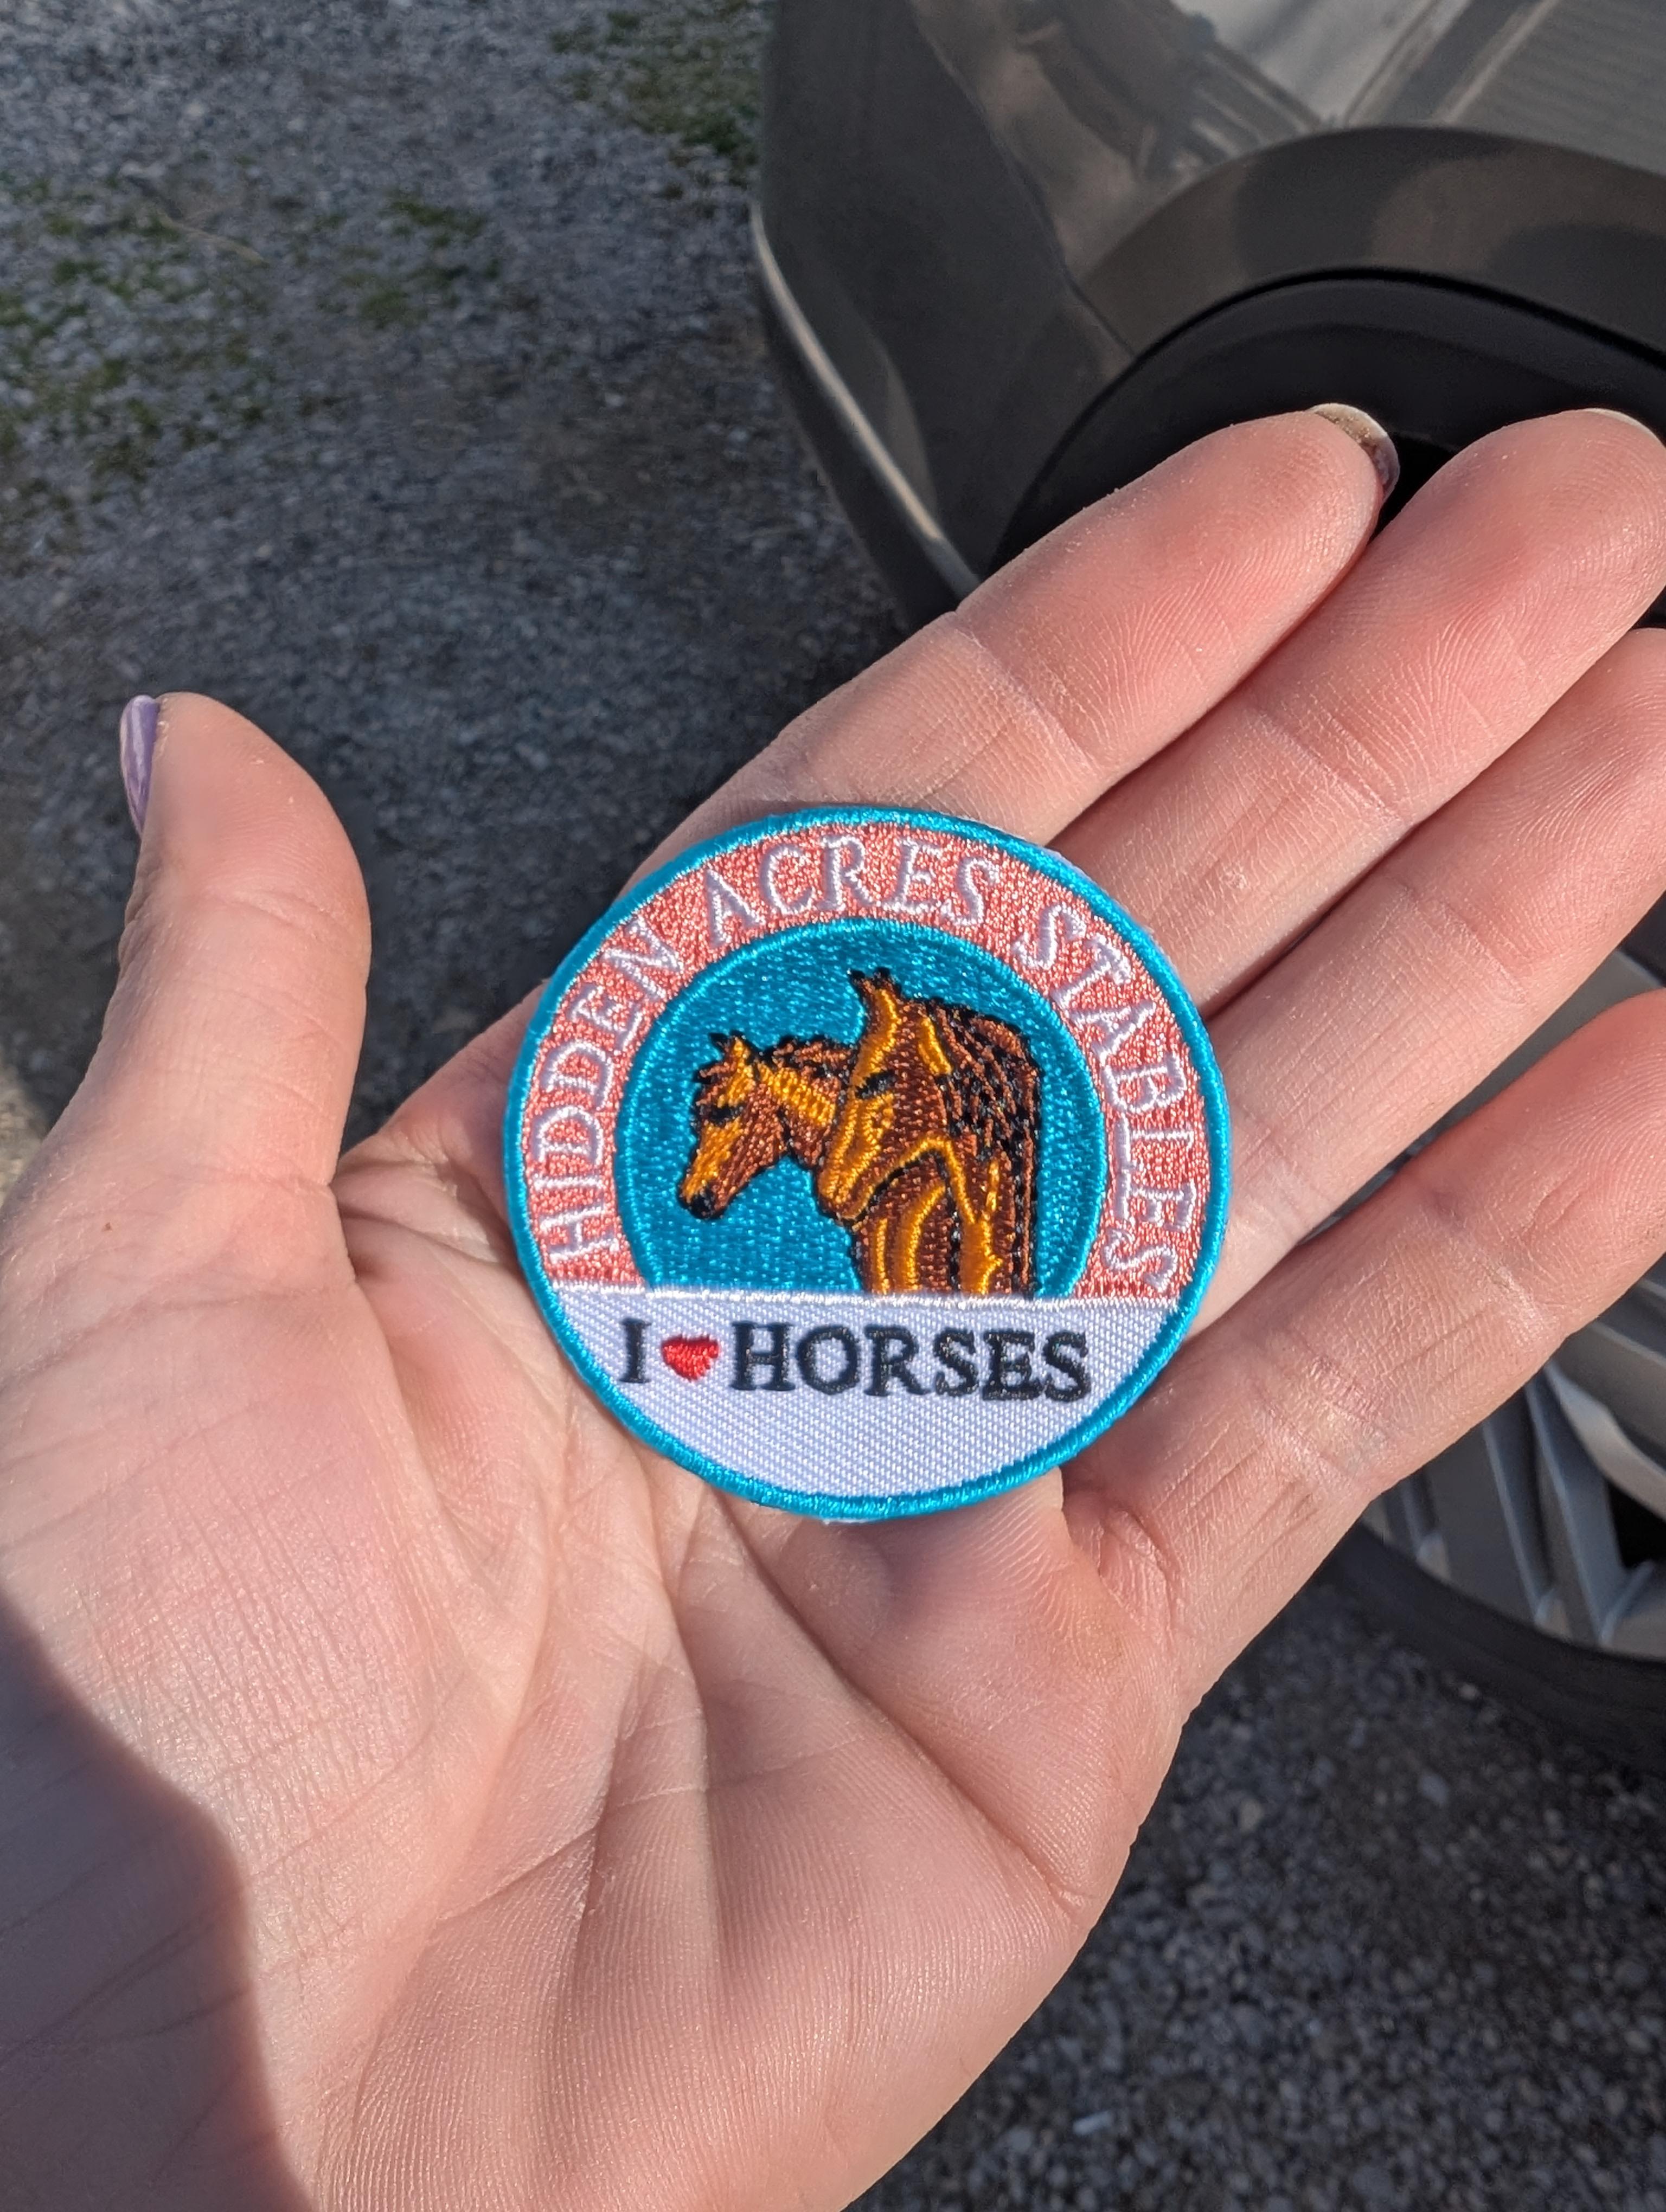 HIDDEN ACRES STABLES
I ❤ HORSES